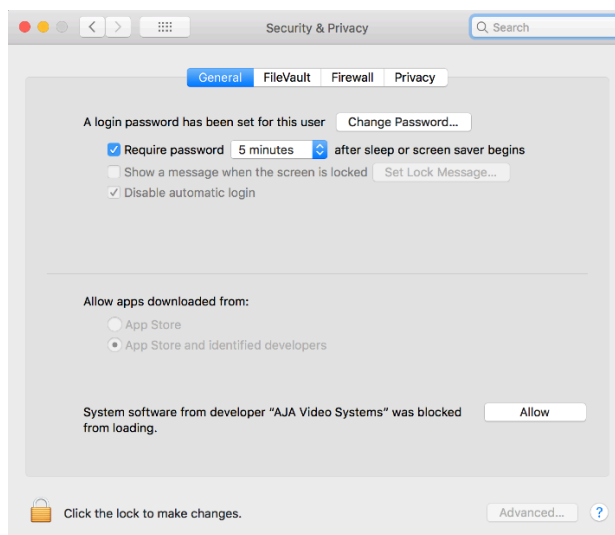 Security & Privacy
Search
General FileVault Firewall Privacy
A login password has been set for this user Change Password...
Require password 5 minutes after sleep or screen saver begins
Show a message when the screen is locked Set Lock Message...
Disable automatic login
Allow apps downloaded from:
App Store
App Store and identified developers
System software from developer “AJA Video Systems” was blocked Allow
from loading.
Click the lock to make changes. Advanced... ?